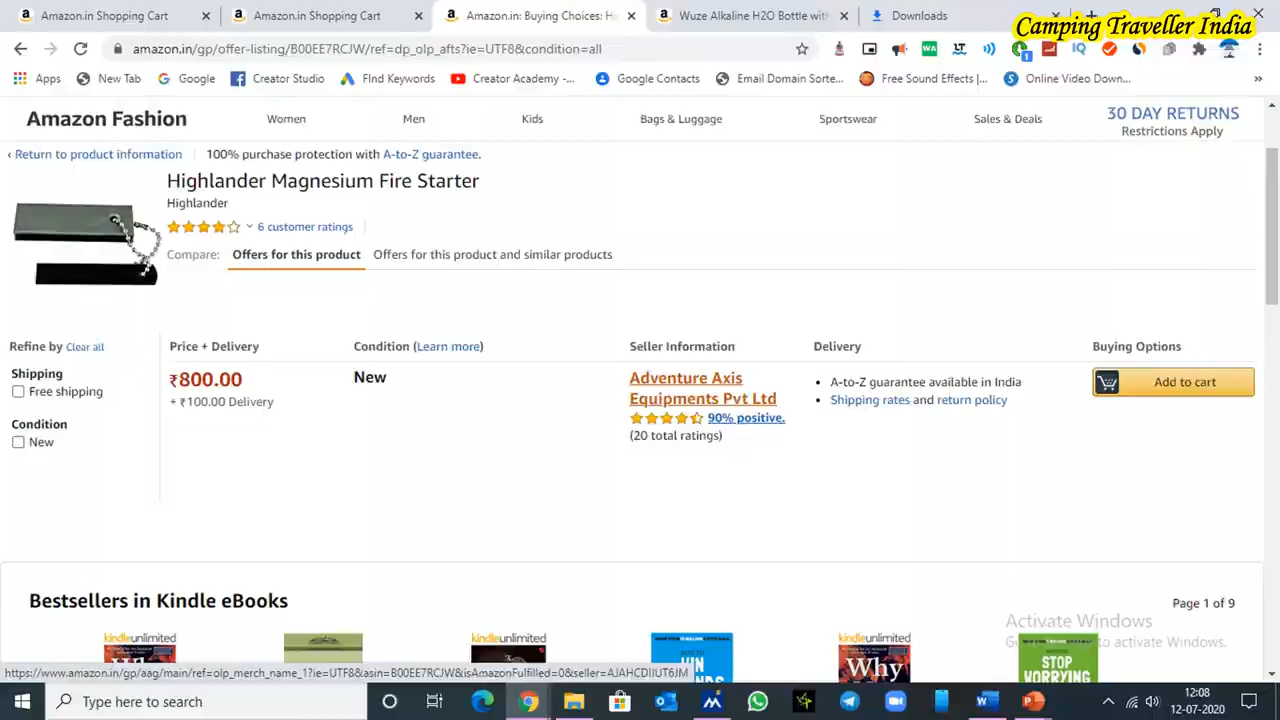 Amazon.in Shopping Cart
Amazon.in Shopping Cart
Amazon.in: Buying Choices: Hi
Wuze Alkaline H2O Bottle with
Downloads
Camping Traveller India
amazon.in/gp/offer-listing/B00EE7RCJW/ref=dp_olp_afts?ie=UTF8&condition=all
Apps
New Tab
Google
Creator Studio
Find Keywords
Creator Academy -...
Google Contacts
Email Domain Sorte...
Free Sound Effects |...
Online Video Down...
»
Amazon Fashion
Women
Men
Kids
Bags & Luggage
Sportswear
Sales & Deals
30 DAY RETURNS
Restrictions Apply
‹ Return to product information
100% purchase protection with A-to-Z guarantee.
Highlander Magnesium Fire Starter
Highlander
6 customer ratings
Compare:
Offers for this product
Offers for this product and similar products
Refine by Clear all
Price + Delivery
Condition (Learn more)
Seller Information
Delivery
Buying Options
Shipping
Free shipping
Condition
New
₹800.00
+ ₹100.00 Delivery
New
Adventure Axis
Equipments Pvt Ltd
90% positive.
(20 total ratings)
A-to-Z guarantee available in India
Shipping rates and return policy
Add to cart
Bestsellers in Kindle eBooks
Page 1 of 9
Activate Windows
to activate Windows.
kindleunlimited
kindleunlimited
kindleunlimited
Why
STOP
WORRYING
https://www.amazon.in/gp/aag/main/ref=olp_merch_name_1?ie=UTF8&asin=B00EE7RCJW&isAmazonFulfilled=0&seller=AJAHCDIIUT6JM
Type here to search
12:08
12-07-2020